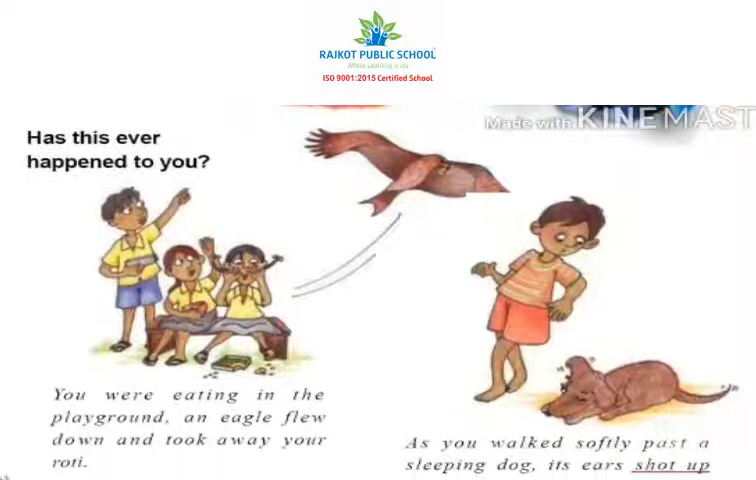 RAJKOT PUBLIC SCHOOL
ISO 9001:2015 Certified School
Made with KINEMAST
Has this ever
happened to you?
You were eating in the
playground, an eagle flew
down and took away your
roti.
As you walked softly past a
sleeping dog, its ears shot up